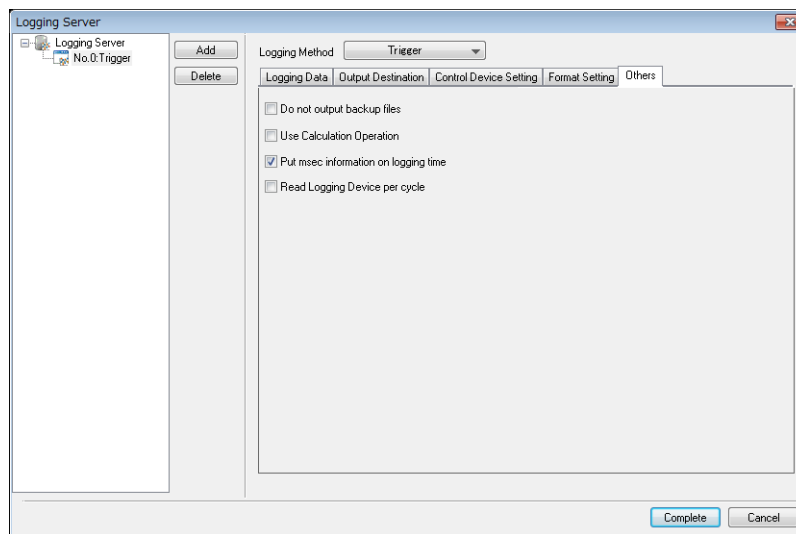 Logging Server
Logging Server
No.0:Trigger
Add
Delete
Logging Method Trigger
Logging Data Output Destination Control Device Setting Format Setting Others
Do not output backup files
Use Calculation Operation
Put msec information on logging time
Read Logging Device per cycle
Complete Cancel